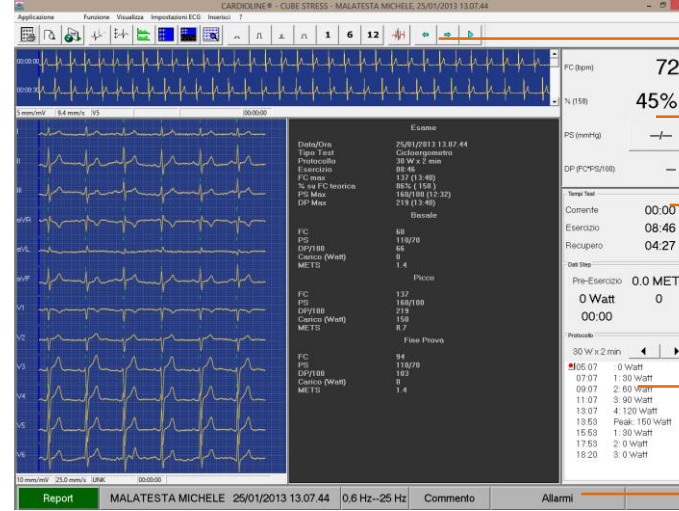 CARDIOLINE® - CUBE STRESS - MALATESTA MICHELE, 25/01/2013 13.07.44
Applicazione Funzione Visualizza Impostazioni ECG Inserisci ?
1 6 12
00:00:00
00:00:30
5 mm/mV 9.4 mm/s V5 00:00:00
I
II
III
aVR
aVL
aVF
V1
V2
V3
V4
V5
V6
10 mm/mV 25.0 mm/s UNK 00:00:00
Esame
Data/Ora 25/01/2013 13.07.44
Tipo Test Cicloergometro
Protocollo 30 W x 2 min
Esercizio 08:46
FC max 137 (13:40)
% su FC teorica 86% ( 158 )
PS Max 160/100 (12:32)
DP Max 219 (13:40)
Basale
FC 60
PS 110/70
DP/100 66
Carico (Watt) 0
METS 1.4
Picco
FC 137
PS 160/100
DP/100 219
Carico (Watt) 150
METS 8.7
Fine Prova
FC 94
PS 110/70
DP/100 103
Carico (Watt) 0
METS 1.4
FC (bpm) 72
% (158) 45%
PS (mmHg) --/--
DP (FC*PS/100) --
Tempi Test
Corrente 00:00
Esercizio 08:46
Recupero 04:27
Dati Step
Pre-Esercizio 0.0 MET
0 Watt 0
00:00
Protocollo
30 W x 2 min
05:07 : 0 Watt
07:07 1: 30 Watt
09:07 2: 60 Watt
11:07 3: 90 Watt
13:07 4: 120 Watt
13:53 Peak: 150 Watt
15:53 1: 30 Watt
17:53 2: 0 Watt
18:20 3: 0 Watt
Report MALATESTA MICHELE 25/01/2013 13.07.44 0,6 Hz--25 Hz Commento Allarmi